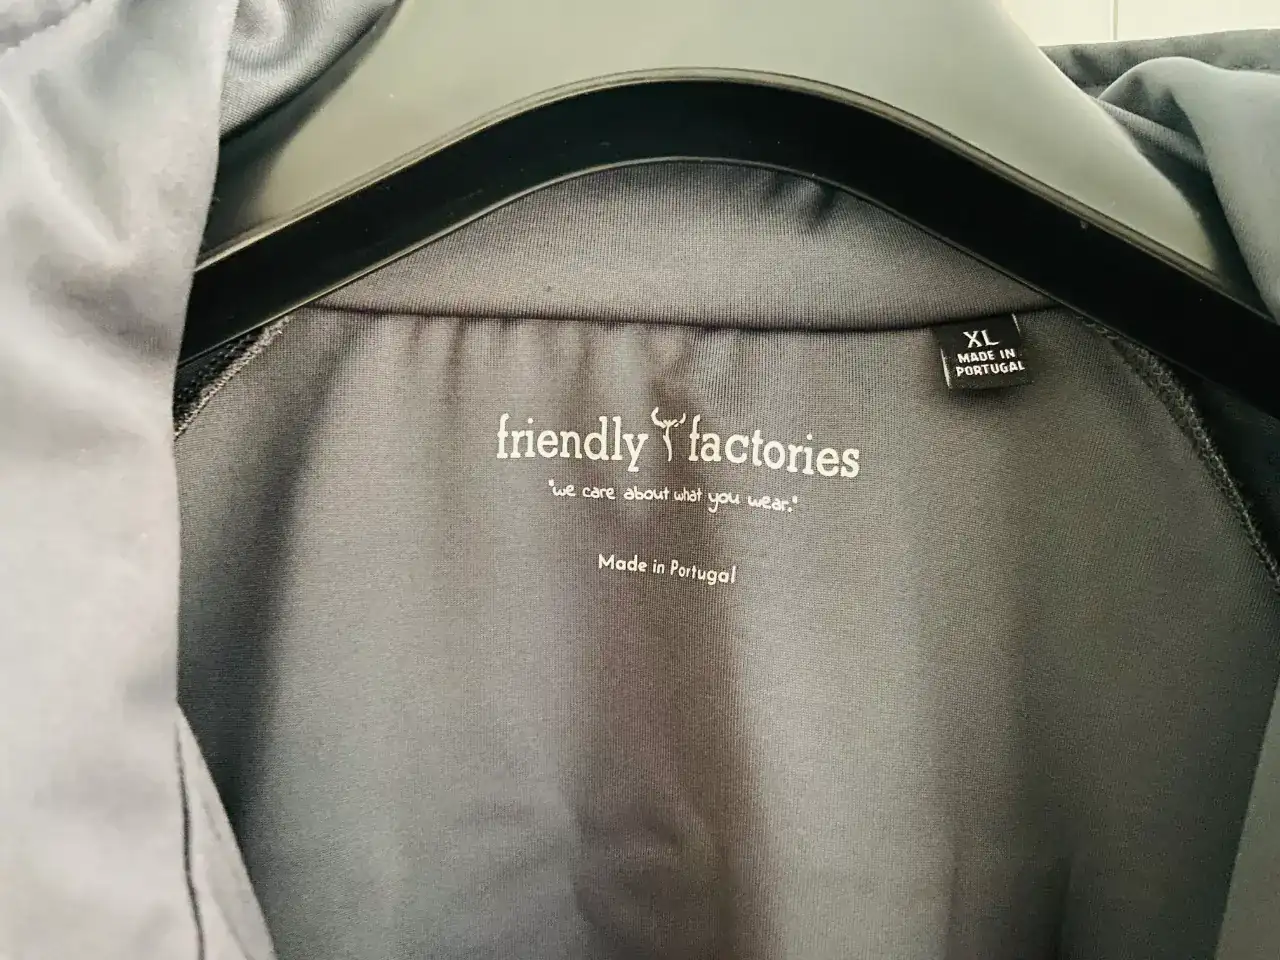 XL
MADE IN
PORTUGAL
friendly factories
"we care about what you wear."
Made in Portugal